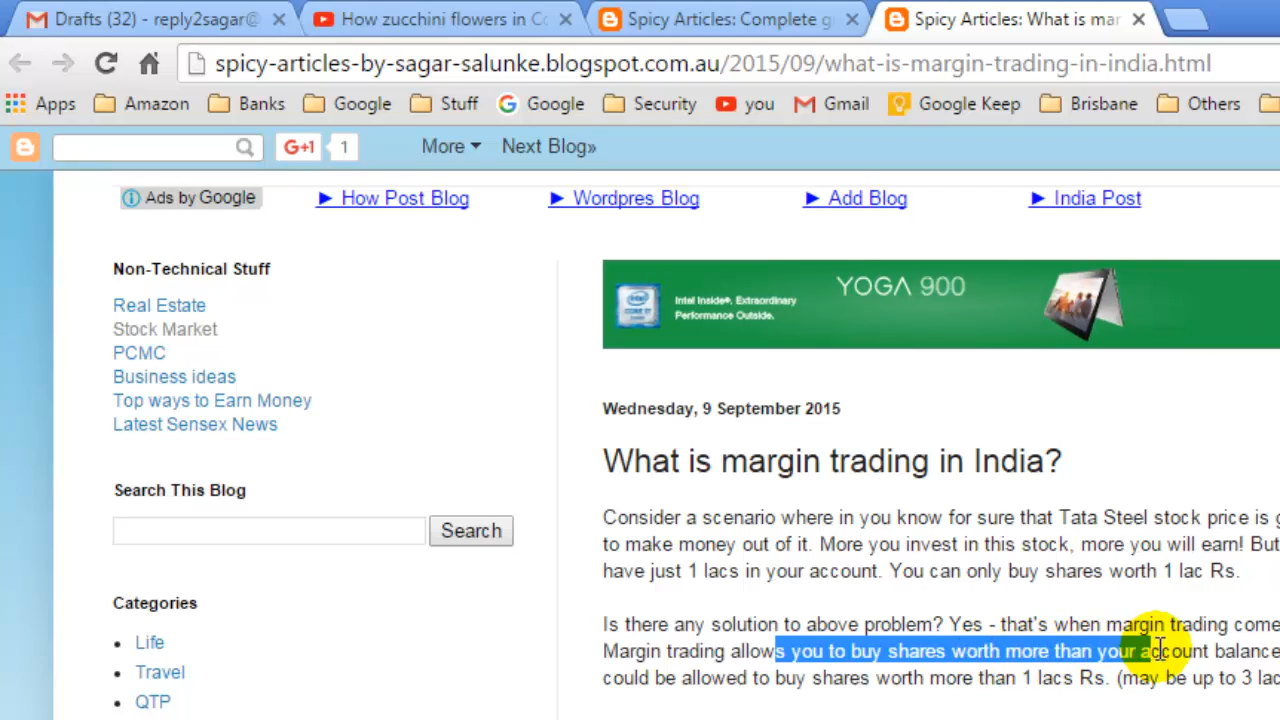 Drafts (32) - reply2sagar@
How zucchini flowers in Co
Spicy Articles: Complete g
Spicy Articles: What is mar
spicy-articles-by-sagar-salunke.blogspot.com.au/2015/09/what-is-margin-trading-in-india.html
Apps Amazon Banks Google Stuff Google Security you Gmail Google Keep Brisbane Others
G+1 1 More Next Blog»
Ads by Google ► How Post Blog ► Wordpres Blog ► Add Blog ► India Post
Non-Technical Stuff
Real Estate
Stock Market
PCMC
Business ideas
Top ways to Earn Money
Latest Sensex News
Search This Blog
Search
Categories
Life
Travel
QTP
intel inside CORE i7
Intel Inside®. Extraordinary
Performance Outside.
YOGA 900
Wednesday, 9 September 2015
What is margin trading in India?
Consider a scenario where in you know for sure that Tata Steel stock price is g
to make money out of it. More you invest in this stock, more you will earn! But
have just 1 lacs in your account. You can only buy shares worth 1 lac Rs.
Is there any solution to above problem? Yes - that's when margin trading come
Margin trading allows you to buy shares worth more than your account balance
could be allowed to buy shares worth more than 1 lacs Rs. (may be up to 3 lac